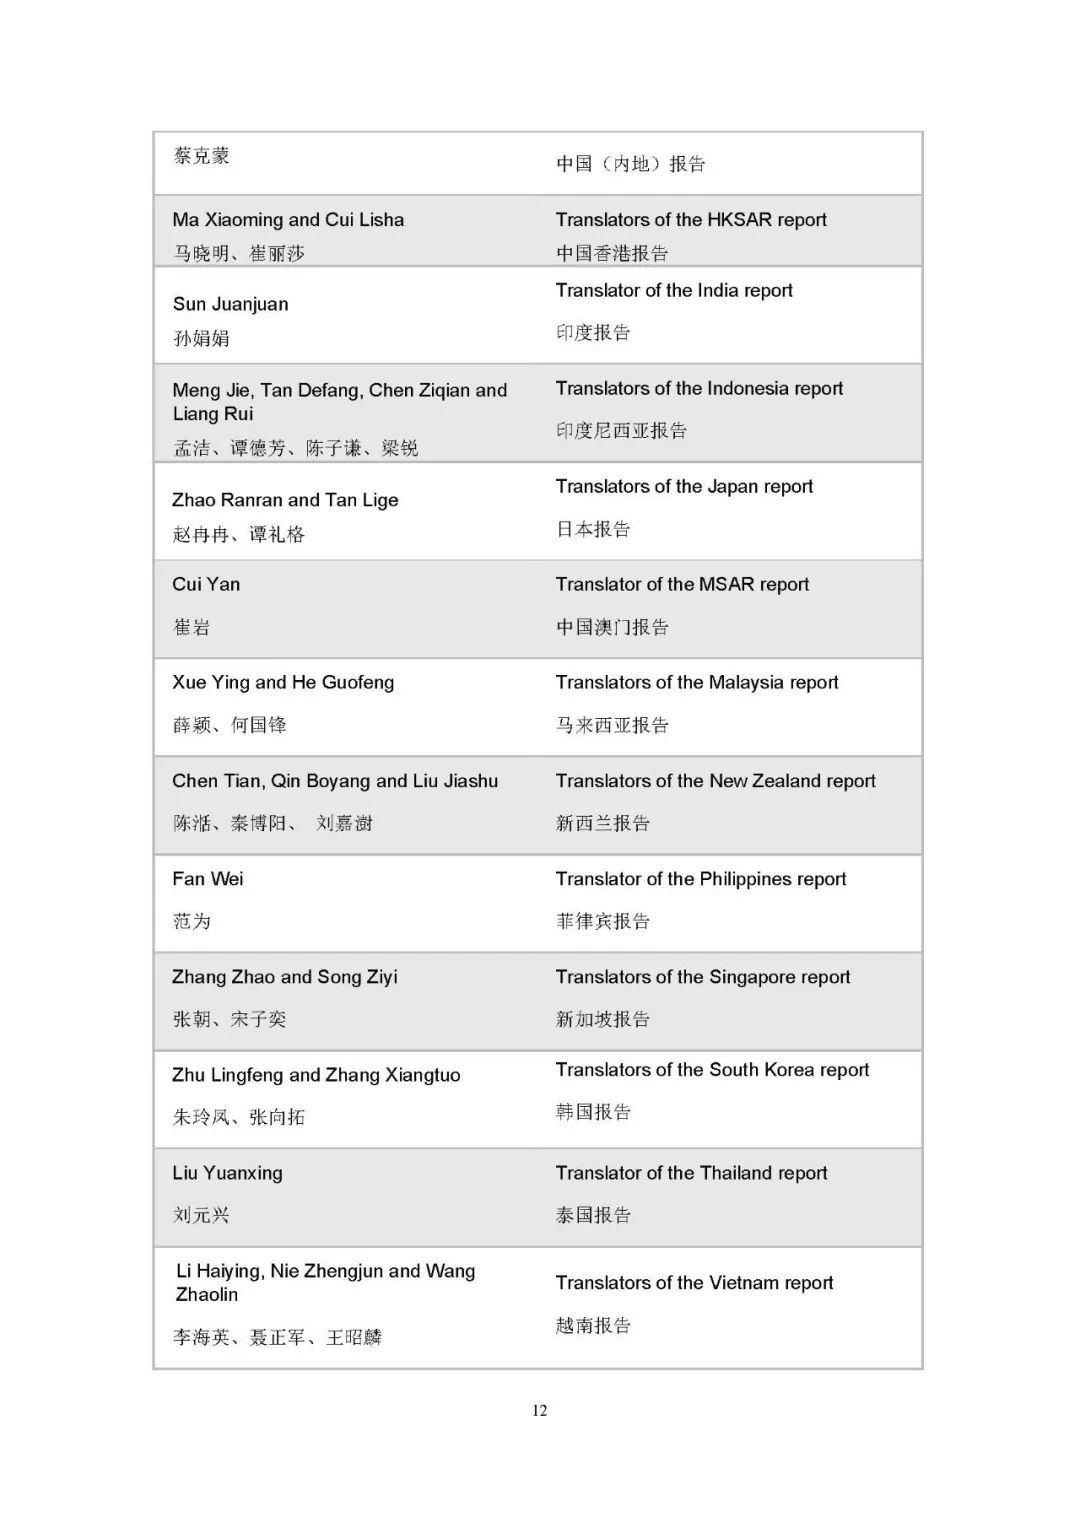 蔡克蒙
中国（内地）报告
Ma Xiaoming and Cui Lisha
马晓明、崔丽莎
Translators of the HKSAR report
中国香港报告
Sun Juanjuan
孙娟娟
Translator of the India report
印度报告
Meng Jie, Tan Defang, Chen Ziqian and
Liang Rui
孟洁、谭德芳、陈子谦、梁锐
Translators of the Indonesia report
印度尼西亚报告
Zhao Ranran and Tan Lige
赵冉冉、谭礼格
Translators of the Japan report
日本报告
Cui Yan
崔岩
Translator of the MSAR report
中国澳门报告
Xue Ying and He Guofeng
薛颖、何国锋
Translators of the Malaysia report
马来西亚报告
Chen Tian, Qin Boyang and Liu Jiashu
陈湉、秦博阳、 刘嘉澍
Translators of the New Zealand report
新西兰报告
Fan Wei
范为
Translator of the Philippines report
菲律宾报告
Zhang Zhao and Song Ziyi
张朝、宋子奕
Translators of the Singapore report
新加坡报告
Zhu Lingfeng and Zhang Xiangtuo
朱玲凤、张向拓
Translators of the South Korea report
韩国报告
Liu Yuanxing
刘元兴
Translator of the Thailand report
泰国报告
Li Haiying, Nie Zhengjun and Wang
Zhaolin
李海英、聂正军、王昭麟
Translators of the Vietnam report
越南报告
12